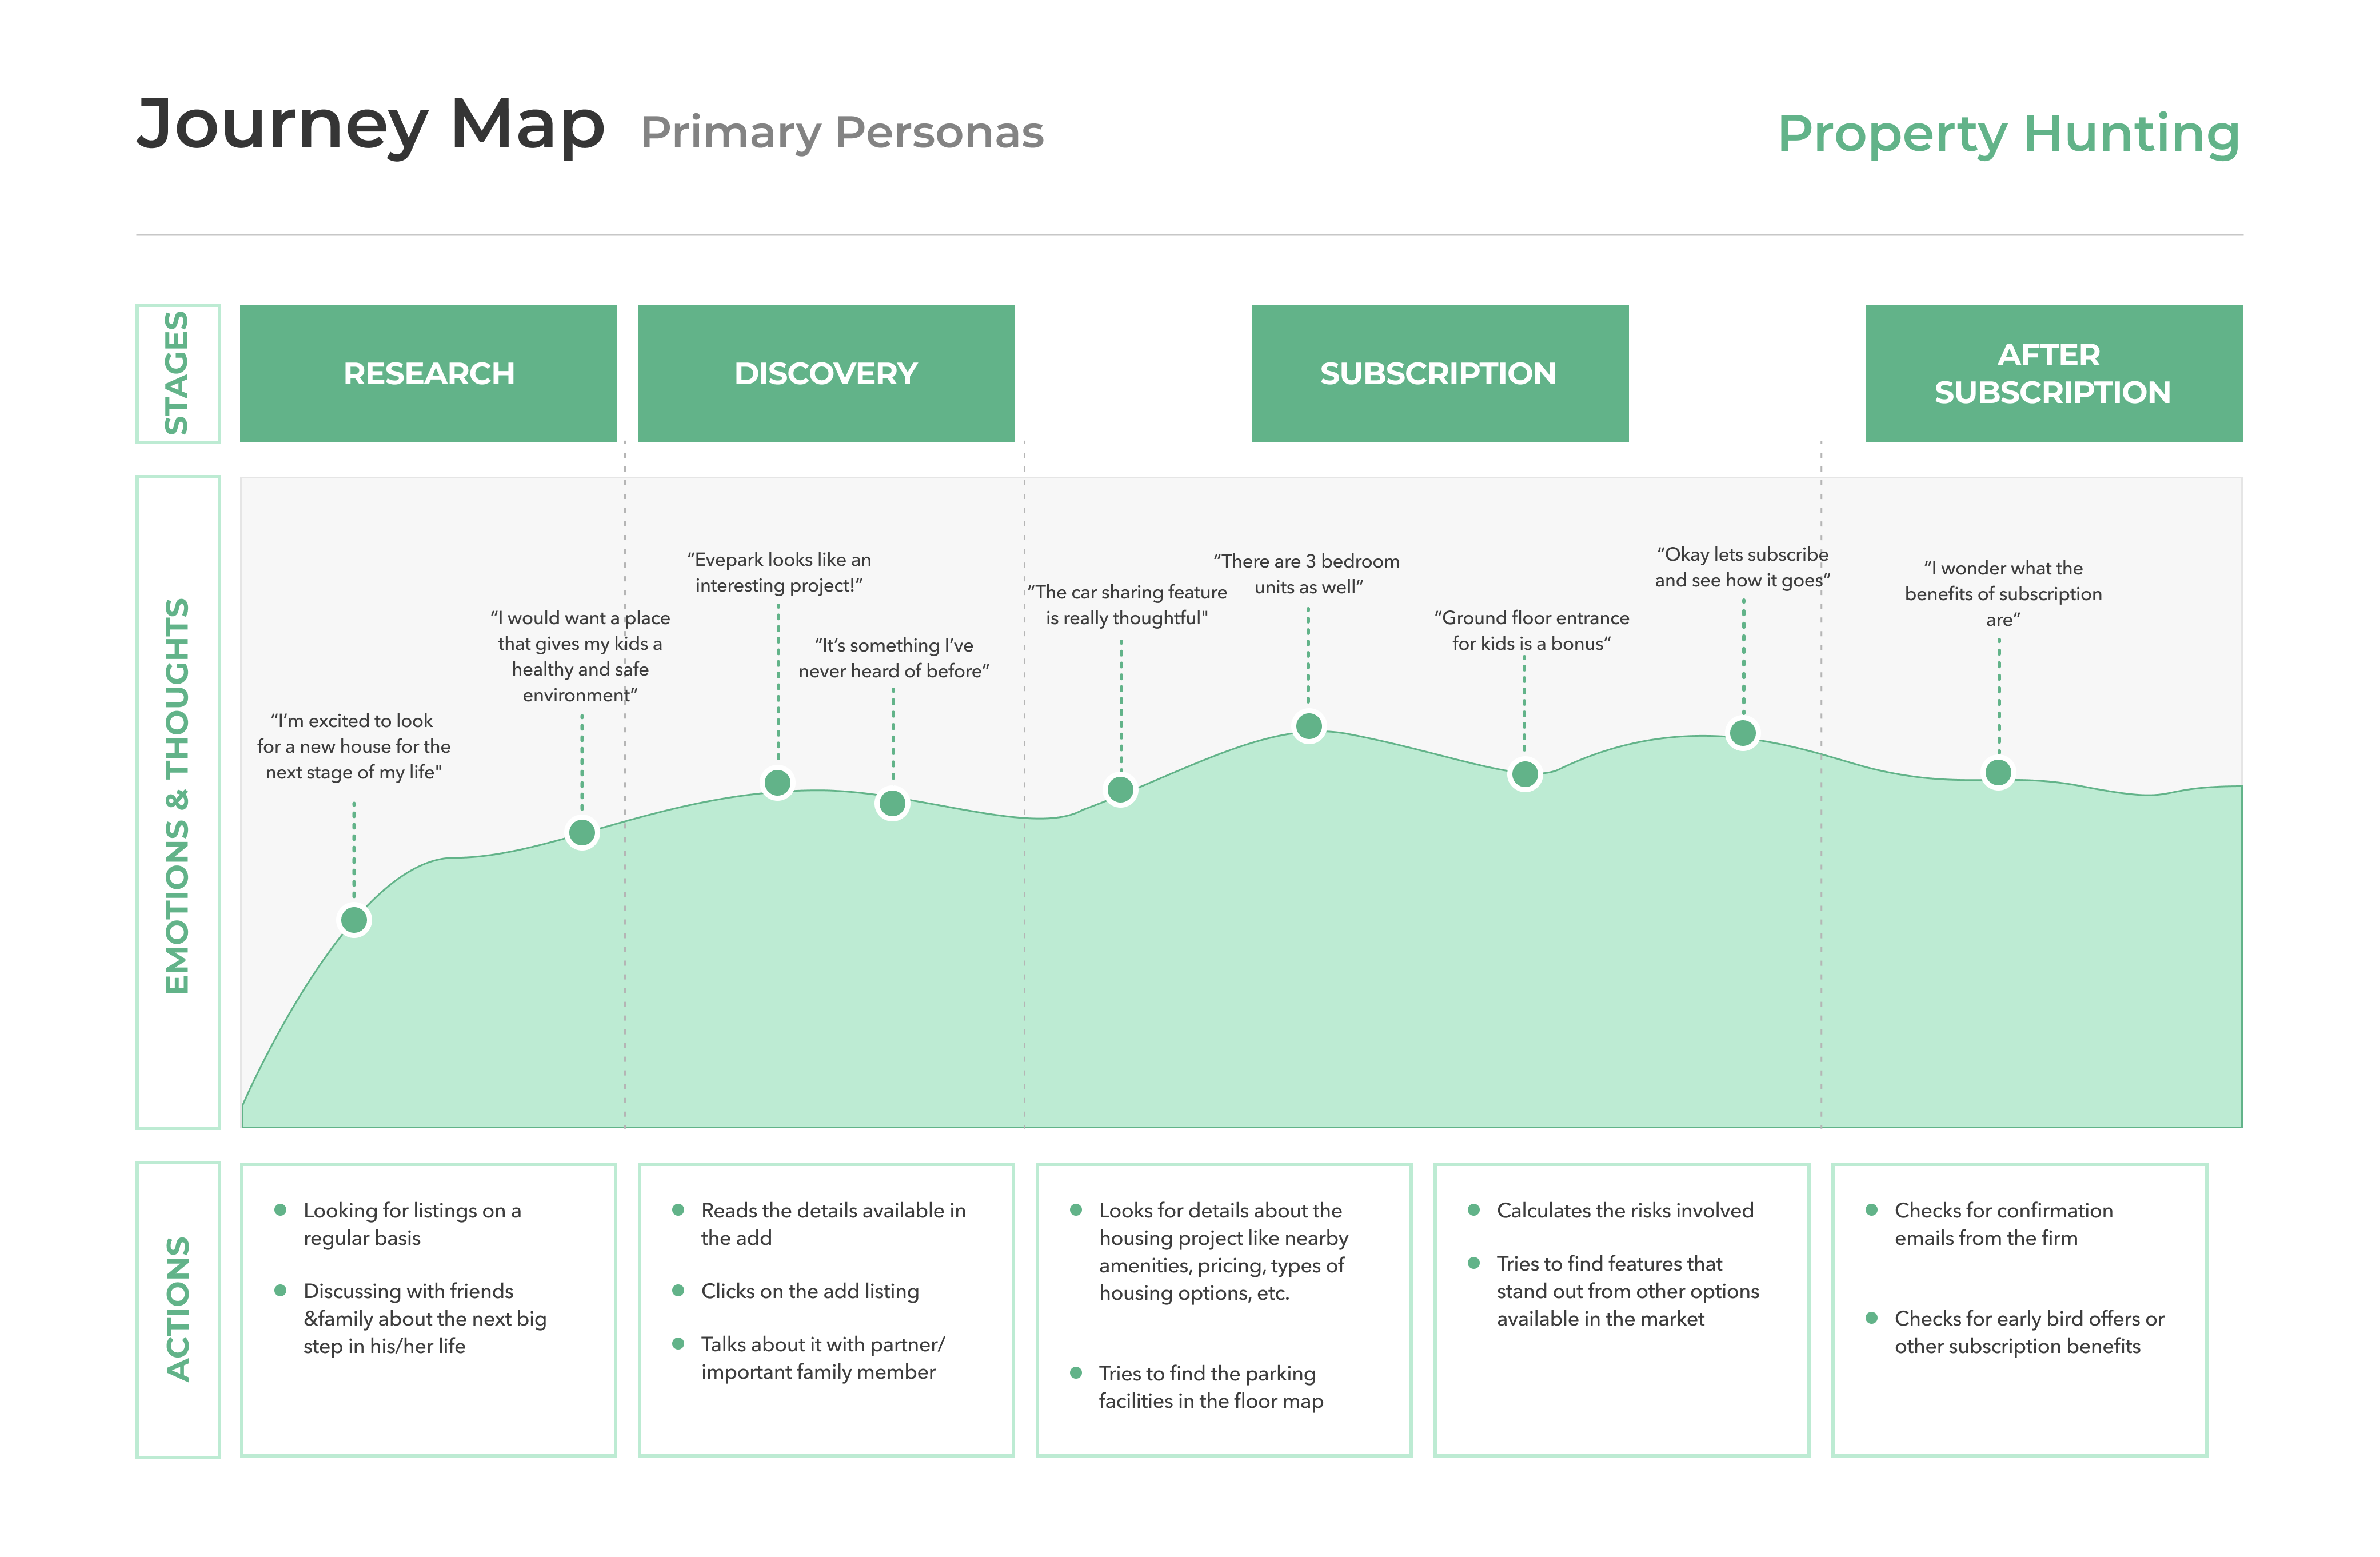 Journey Map Primary Personas
Property Hunting
STAGES
RESEARCH
DISCOVERY
SUBSCRIPTION
AFTER
SUBSCRIPTION
EMOTIONS & THOUGHTS
“I’m excited to look
for a new house for the
next stage of my life"
“I would want a place
that gives my kids a
healthy and safe
environment“
“Evepark looks like an
interesting project!”
“It’s something I’ve
never heard of before”
“The car sharing feature
is really thoughtful"
“There are 3 bedroom
units as well”
“Ground floor entrance
for kids is a bonus“
“Okay lets subscribe
and see how it goes“
“I wonder what the
benefits of subscription
are”
ACTIONS
Looking for listings on a
regular basis
Discussing with friends
&family about the next big
step in his/her life
Reads the details available in
the add
Clicks on the add listing
Talks about it with partner/
important family member
Looks for details about the
housing project like nearby
amenities, pricing, types of
housing options, etc.
Tries to find the parking
facilities in the floor map
Calculates the risks involved
Tries to find features that
stand out from other options
available in the market
Checks for confirmation
emails from the firm
Checks for early bird offers or
other subscription benefits